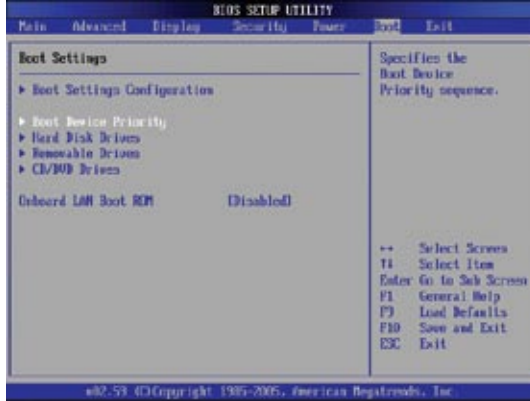 BIOS SETUP UTILITY
Main Advanced Display Security Power Boot Exit
Boot Settings
Boot Settings Configuration
Boot Device Priority
Hard Disk Drives
Removable Drives
CD/DVD Drives
Onboard LAN Boot ROM [Disabled]
Specifies the
Boot Device
Priority sequence.
↔ Select Screen
↑↓ Select Item
Enter Go to Sub Screen
F1 General Help
F9 Load Defaults
F10 Save and Exit
ESC Exit
v02.59 (C)Copyright 1985-2005, American Megatrends, Inc.